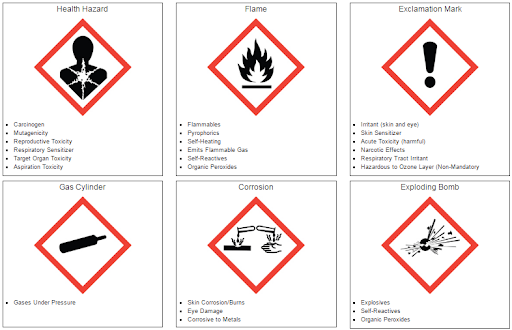 Health Hazard
Carcinogen
Mutagenicity
Reproductive Toxicity
Respiratory Sensitizer
Target Organ Toxicity
Aspiration Toxicity
Flame
Flammables
Pyrophorics
Self-Heating
Emits Flammable Gas
Self-Reactives
Organic Peroxides
Exclamation Mark
Irritant (skin and eye)
Skin Sensitizer
Acute Toxicity (harmful)
Narcotic Effects
Respiratory Tract Irritant
Hazardous to Ozone Layer (Non-Mandatory
Gas Cylinder
Gases Under Pressure
Corrosion
Skin Corrosion/Burns
Eye Damage
Corrosive to Metals
Exploding Bomb
Explosives
Self-Reactives
Organic Peroxides